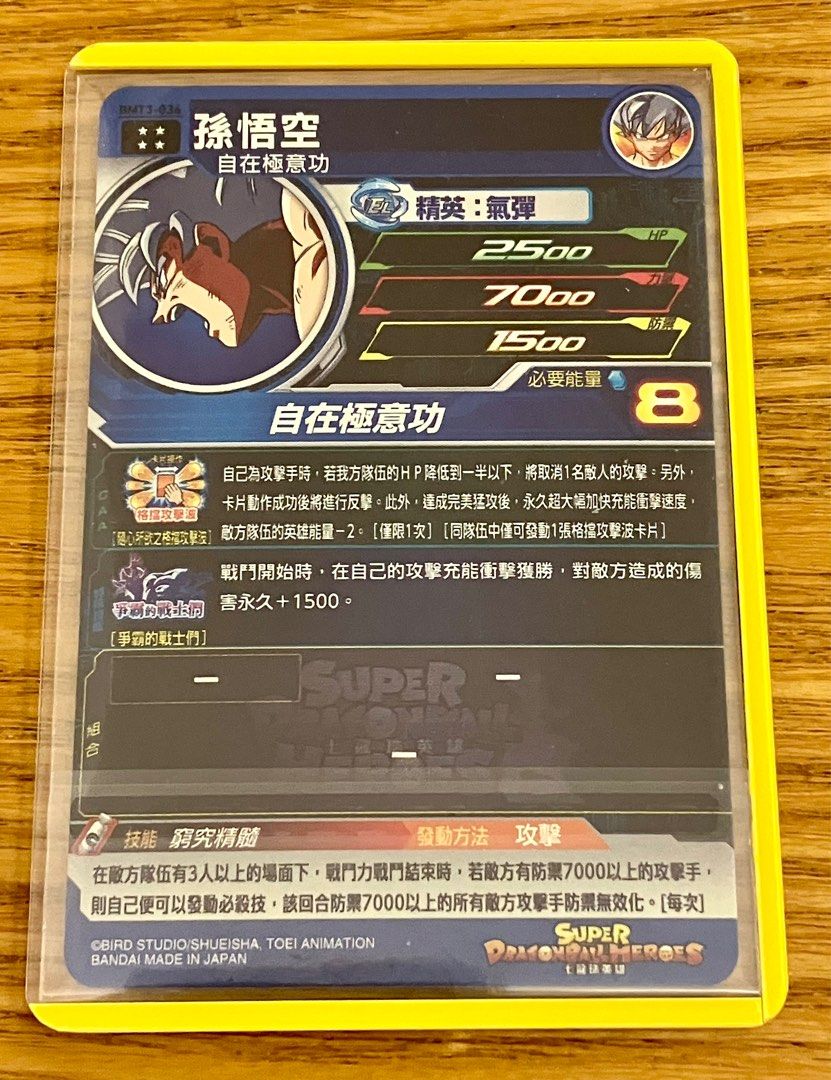 BMT3-036
孫悟空
自在極意功
EL 精英：氣彈
HP
2500
力量
7000
防禦
1500
必要能量 8
自在極意功
卡片操作
格擋攻擊波
[隨心所欲之格擋攻擊波]
CAA
自己為攻擊手時，若我方隊伍的HP降低到一半以下，將取消1名敵人的攻擊。另外，
卡片動作成功後將進行反擊。此外，達成完美猛攻後，永久超大幅加快充能衝擊速度，
敵方隊伍的英雄能量－2。[僅限1次] [同隊伍中僅可發動1張格擋攻擊波卡片]
爭霸的戰士們
[爭霸的戰士們]
戰鬥開始時，在自己的攻擊充能衝擊獲勝，對敵方造成的傷
害永久＋1500。
組合
SUPER
DRAGONBALL
七龍珠英雄
HEROES
技能 窮究精髓 發動方法 攻擊
在敵方隊伍有3人以上的場面下，戰鬥力戰鬥結束時，若敵方有防禦7000以上的攻擊手，
則自己便可以發動必殺技，該回合防禦7000以上的所有敵方攻擊手防禦無效化。[每次]
©BIRD STUDIO/SHUEISHA, TOEI ANIMATION
BANDAI MADE IN JAPAN
SUPER
DRAGONBALL HEROES
七龍珠英雄